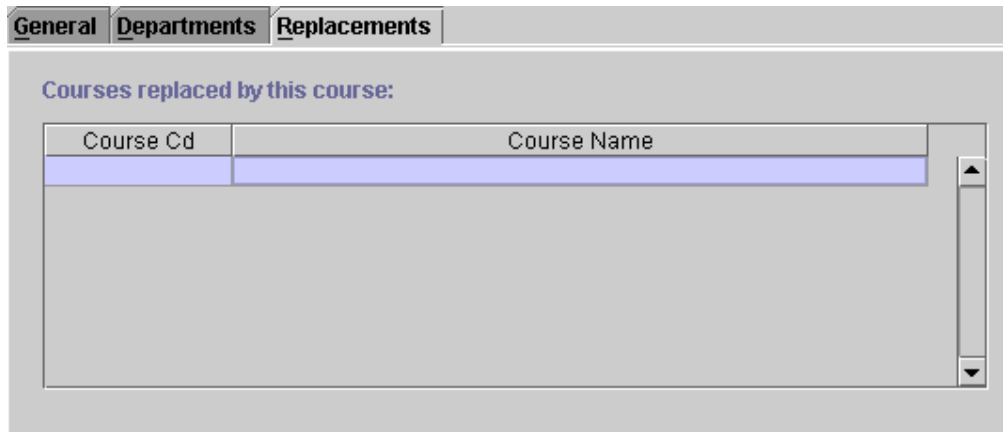 General Departments Replacements
Courses replaced by this course:
Course Cd Course Name